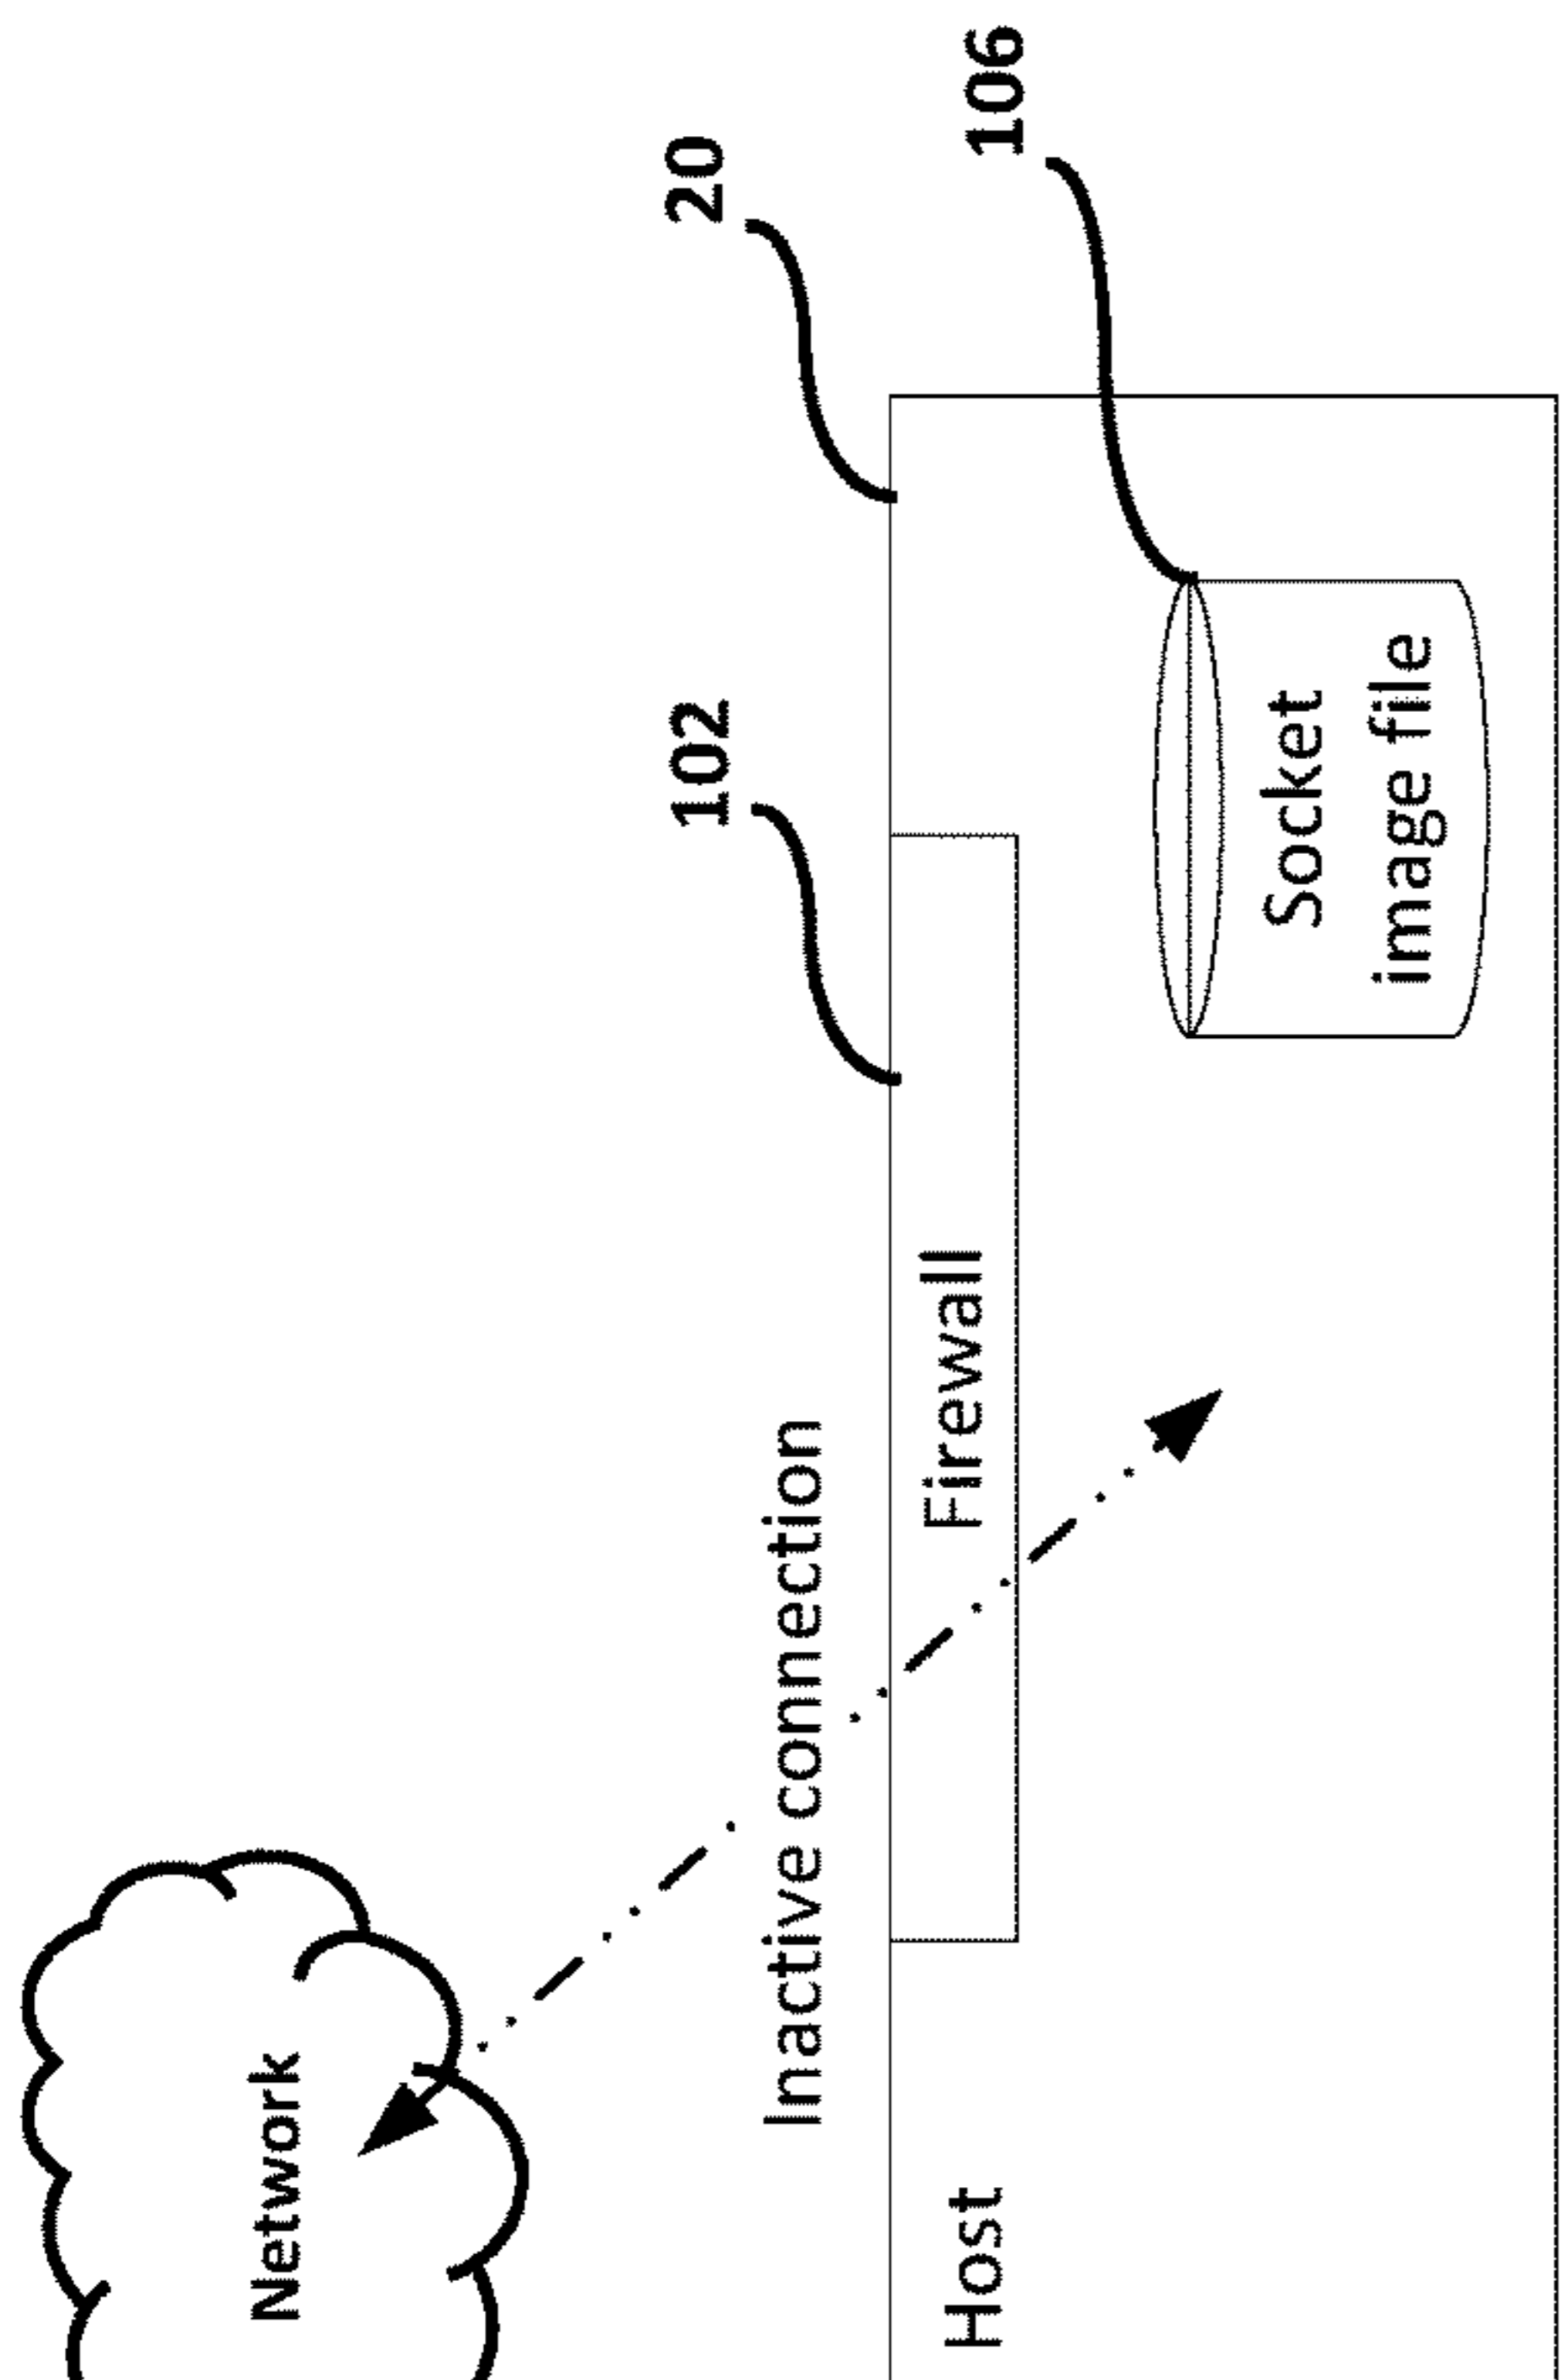 Network
102
20
106
Inactive connection
Host
Firewall
Socket
image file